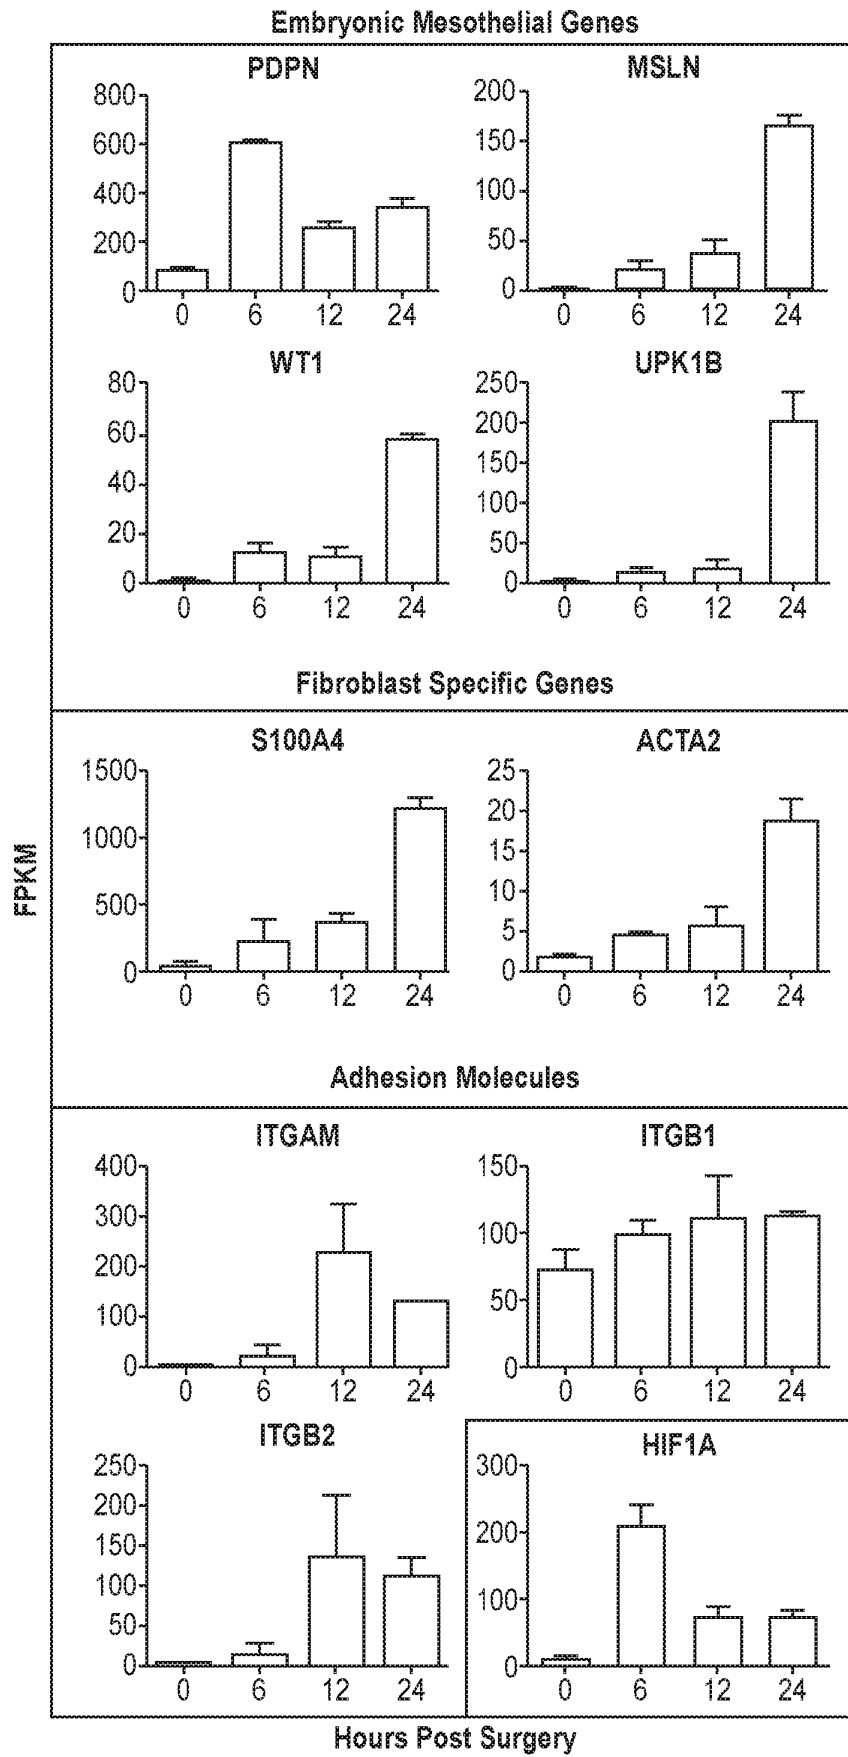 Embryonic Mesothelial Genes
PDPN
800
600
400
200
0
0 6 12 24
MSLN
200
150
100
50
0
0 6 12 24
WT1
80
60
40
20
0
0 6 12 24
UPK1B
250
200
150
100
50
0
0 6 12 24
Fibroblast Specific Genes
S100A4
1500
1000
500
0
0 6 12 24
ACTA2
25
20
15
10
5
0
0 6 12 24
FPKM
Adhesion Molecules
ITGAM
400
300
200
100
0
0 6 12 24
ITGB1
150
100
50
0
0 6 12 24
ITGB2
250
200
150
100
50
0
0 6 12 24
HIF1A
300
200
100
0
0 6 12 24
Hours Post Surgery